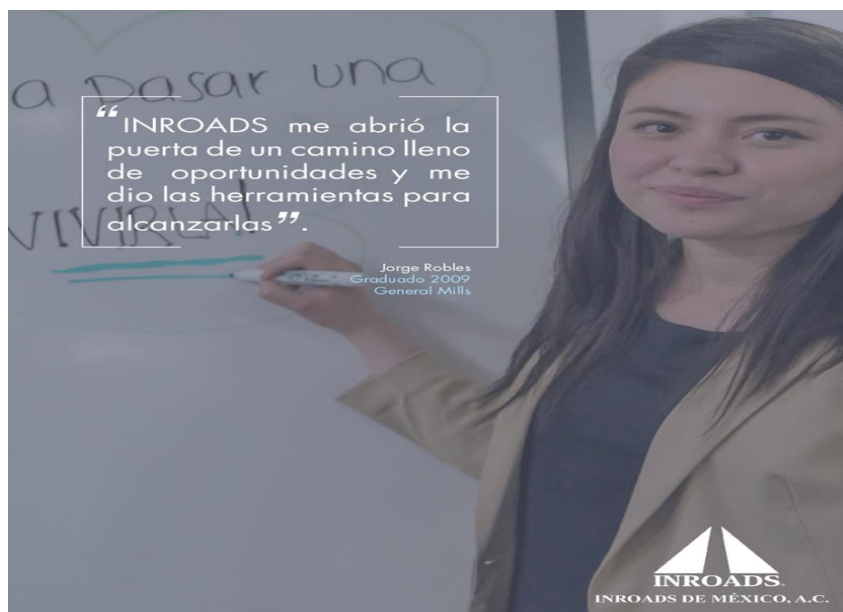 a pasar una
“INROADS me abrió la
puerta de un camino lleno
de oportunidades y me
dio las herramientas para
alcanzarlas”.
VIVIRLA!
Jorge Robles
Graduado 2009
General Mills
INROADS.
INROADS DE MÉXICO, A.C.